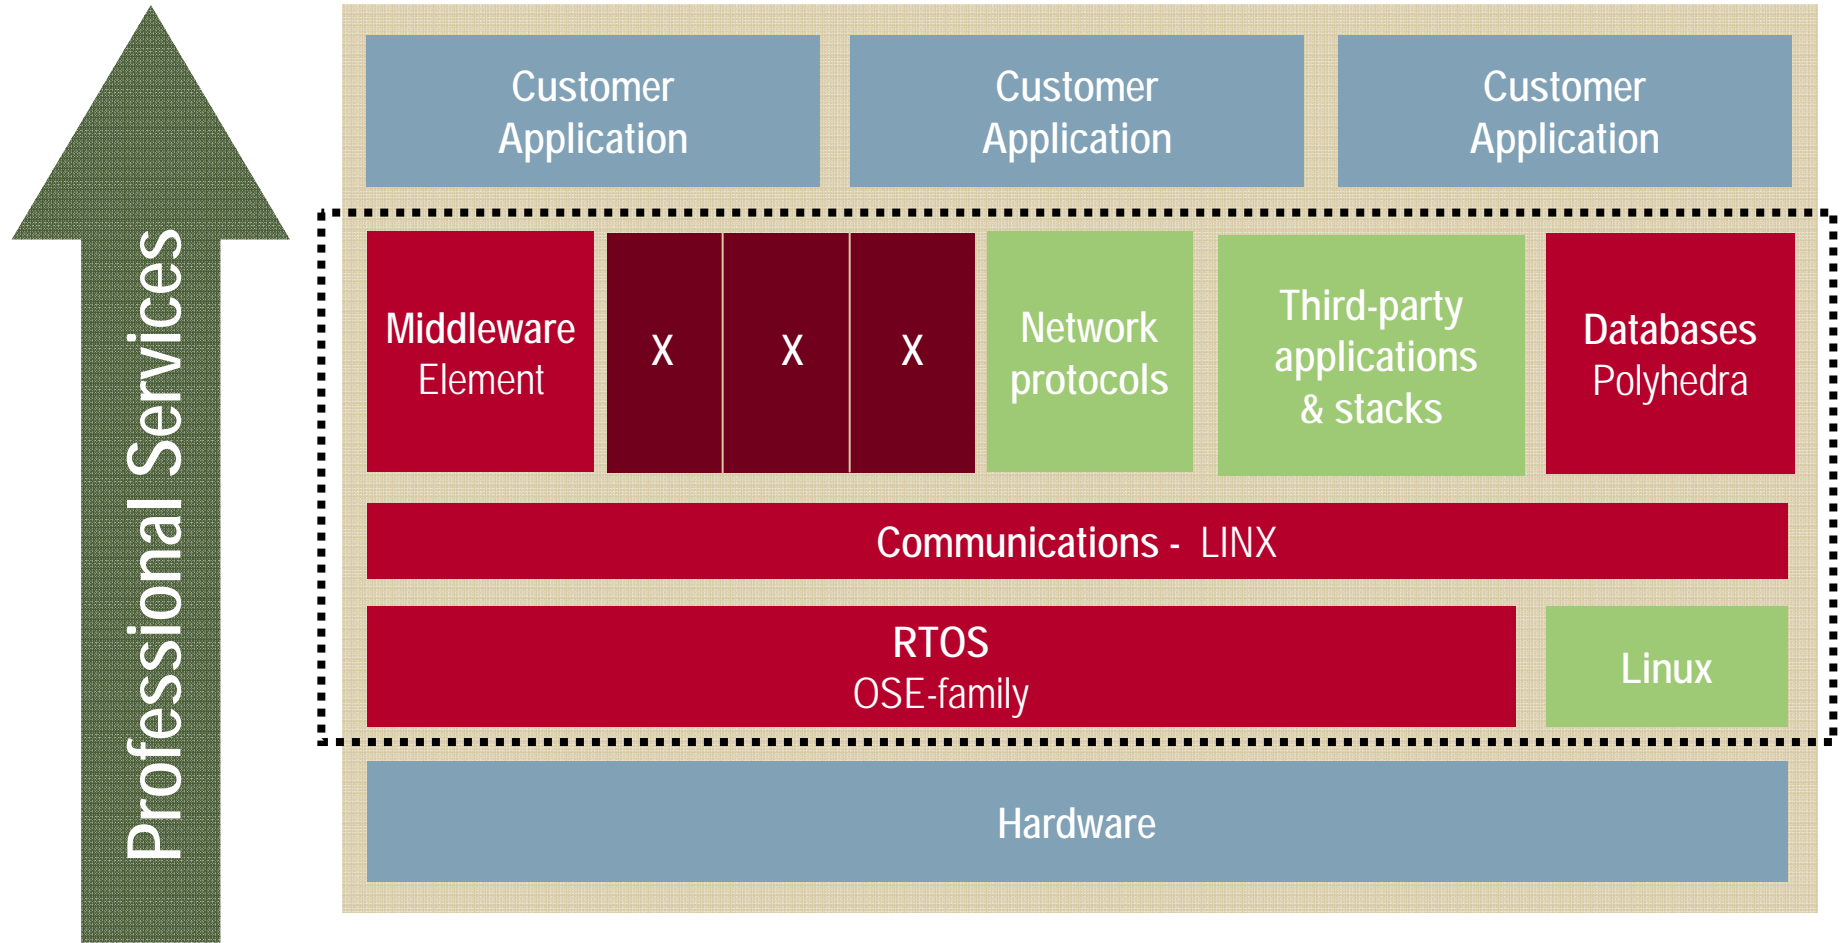 Professional Services
Customer
Application
Customer
Application
Customer
Application
Middleware
Element
X
X
X
Network
protocols
Third-party
applications
& stacks
Databases
Polyhedra
Communications - LINX
RTOS
OSE-family
Linux
Hardware